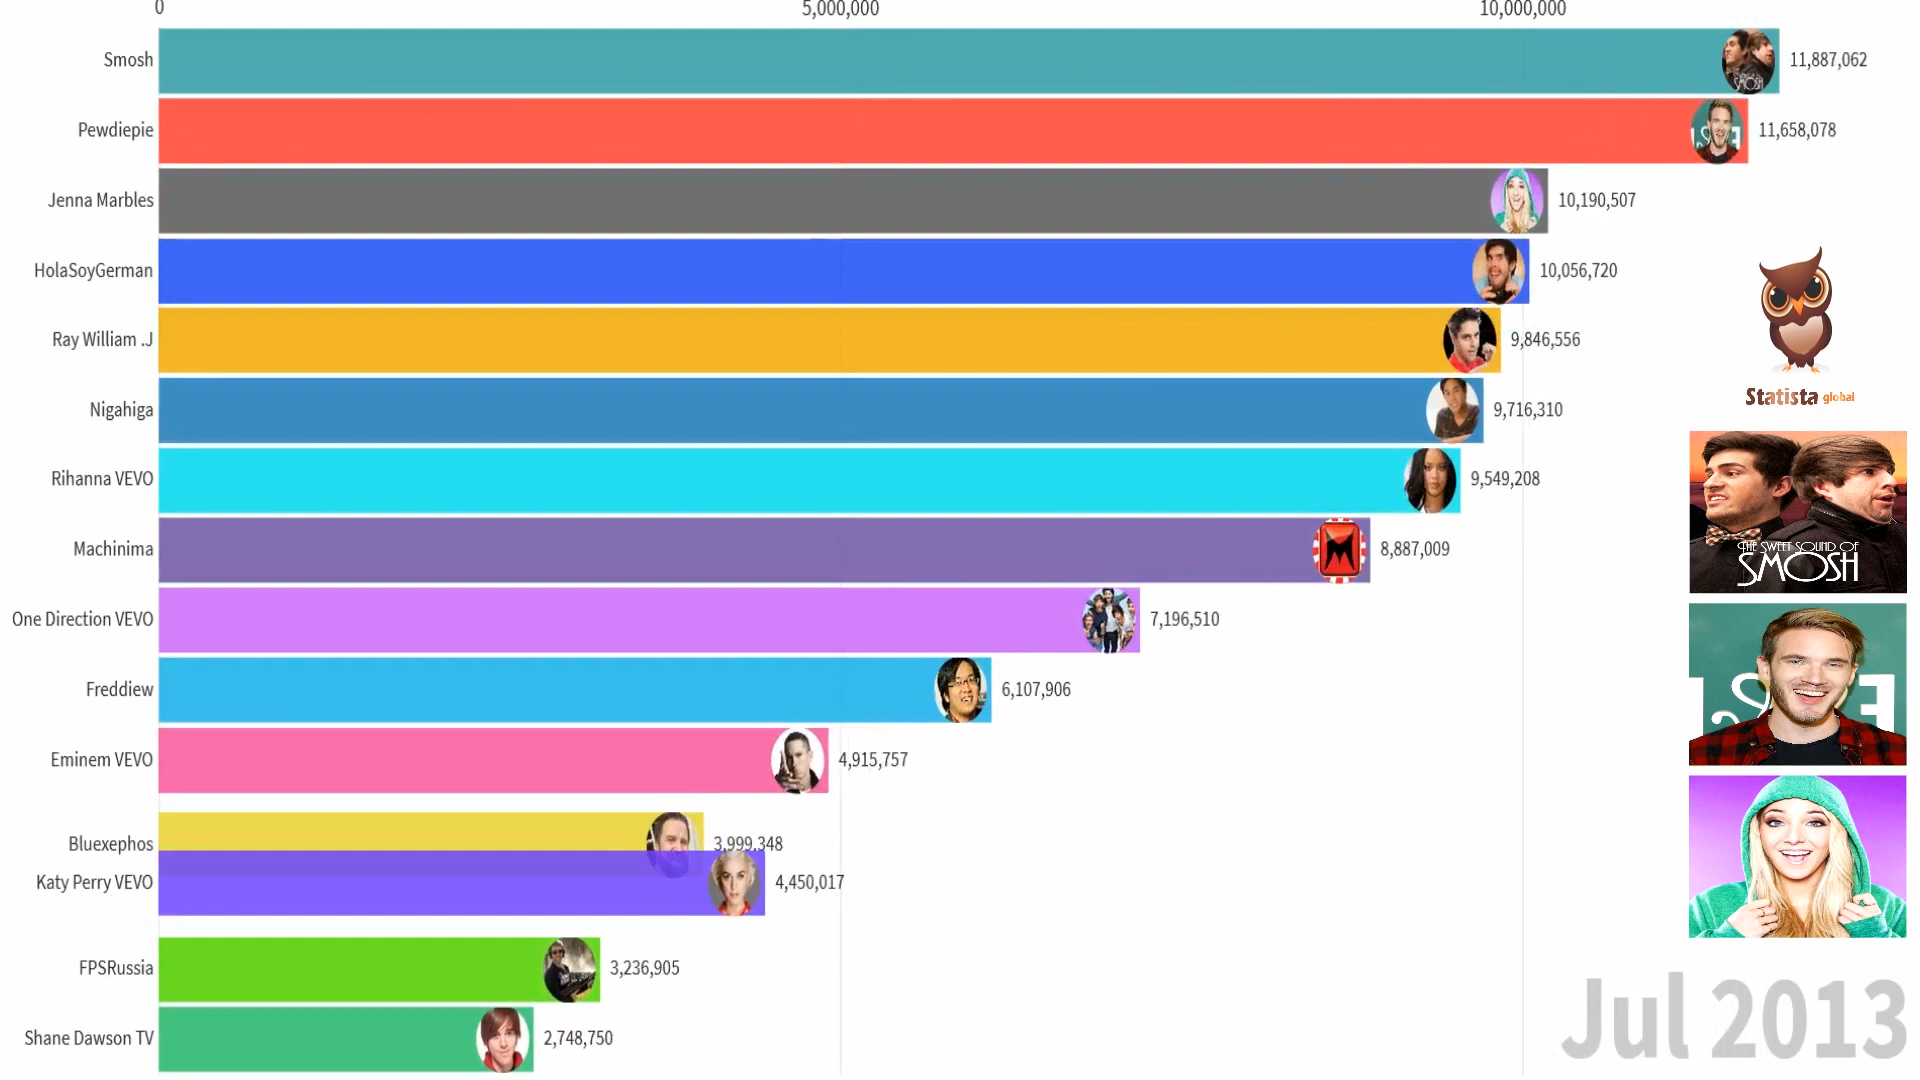 0 5,000,000 10,000,000
Smosh 11,887,062
Pewdiepie 11,658,078
Jenna Marbles 10,190,507
HolaSoyGerman 10,056,720
Ray William .J 9,846,556
Nigahiga 9,716,310
Rihanna VEVO 9,549,208
Machinima 8,887,009
One Direction VEVO 7,196,510
Freddiew 6,107,906
Eminem VEVO 4,915,757
Bluexephos 3,999,348
Katy Perry VEVO 4,450,017
FPSRussia 3,236,905
Shane Dawson TV 2,748,750
Statista global
THE SWEET SOUND OF
SMOSH
Jul 2013